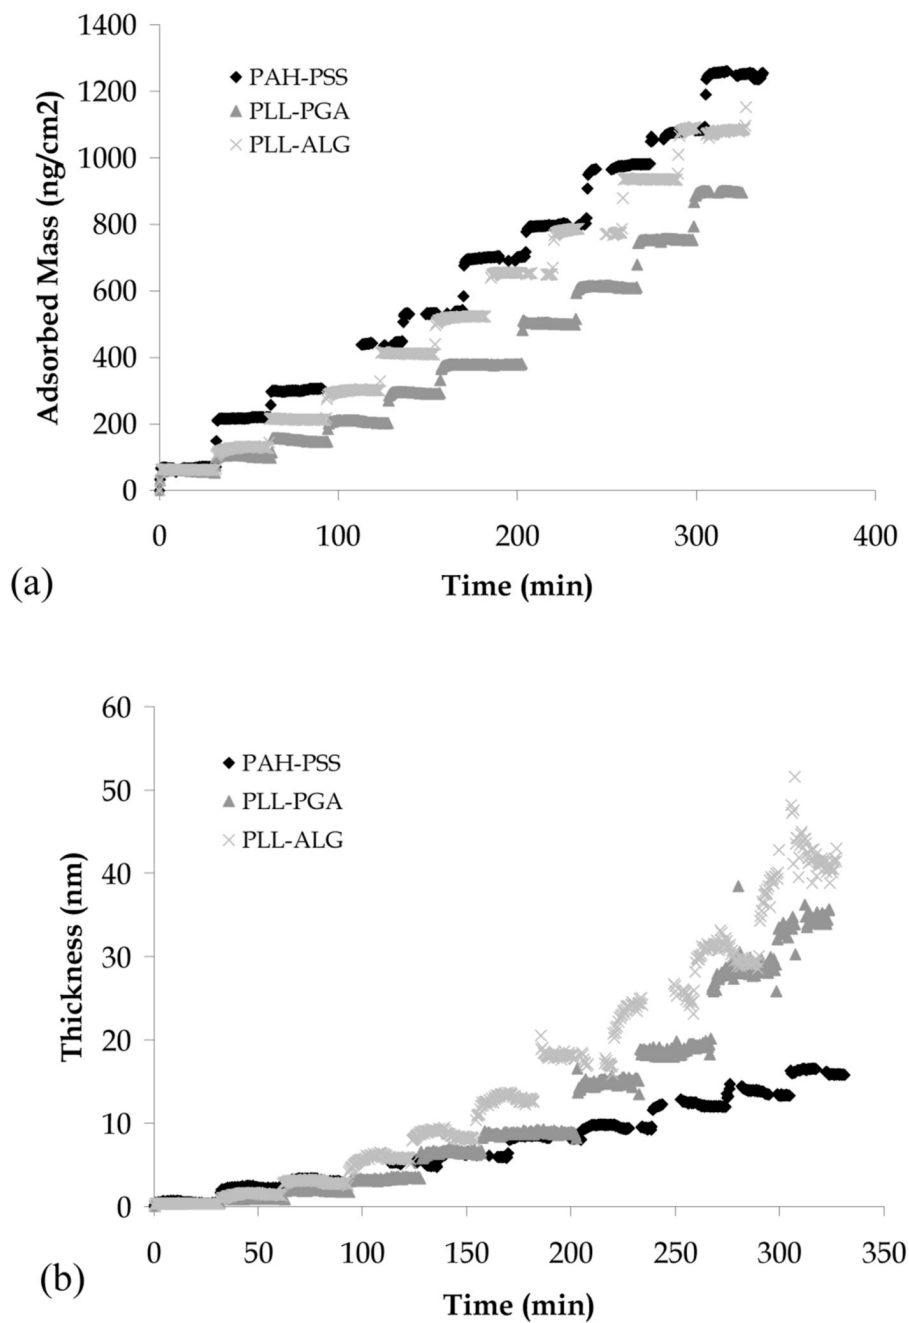 1400
1200
1000
800
600
400
200
0
Adsorbed Mass (ng/cm2)
PAH-PSS
PLL-PGA
PLL-ALG
0 100 200 300 400
Time (min)
(a)
60
50
40
30
20
10
0
Thickness (nm)
PAH-PSS
PLL-PGA
PLL-ALG
0 50 100 150 200 250 300 350
Time (min)
(b)